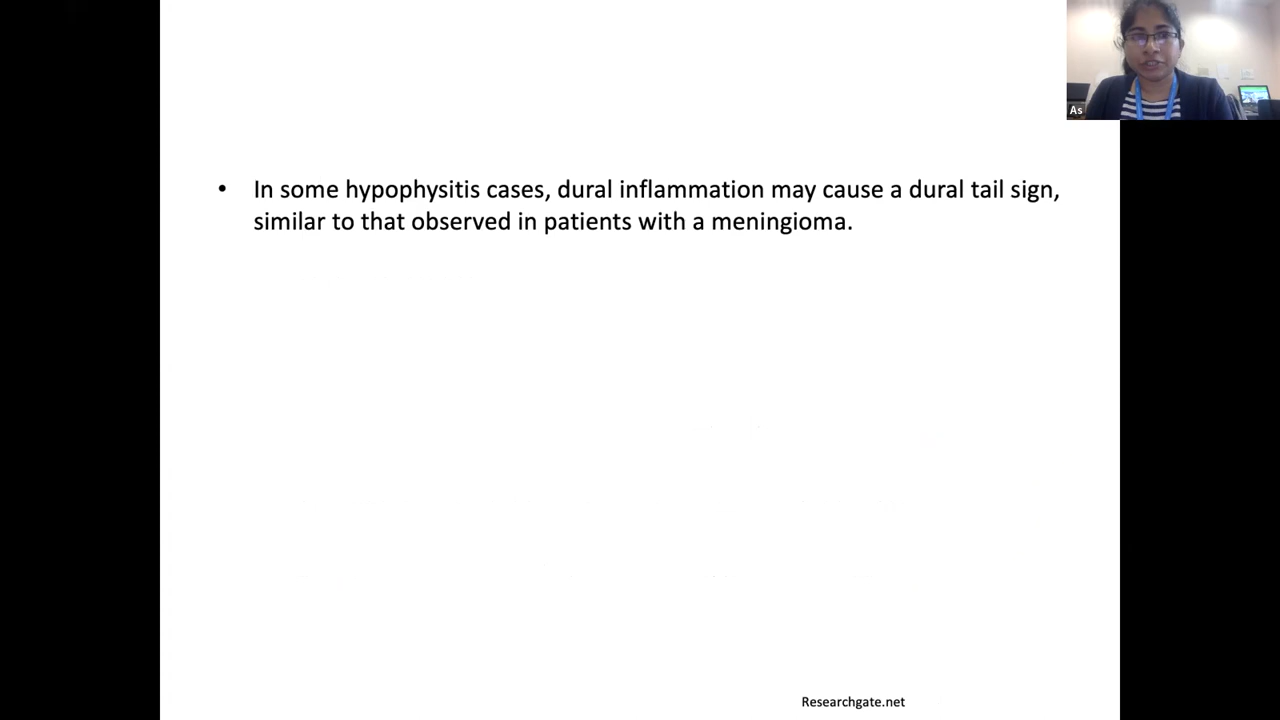 As
• In some hypophysitis cases, dural inflammation may cause a dural tail sign,
similar to that observed in patients with a meningioma.
Researchgate.net